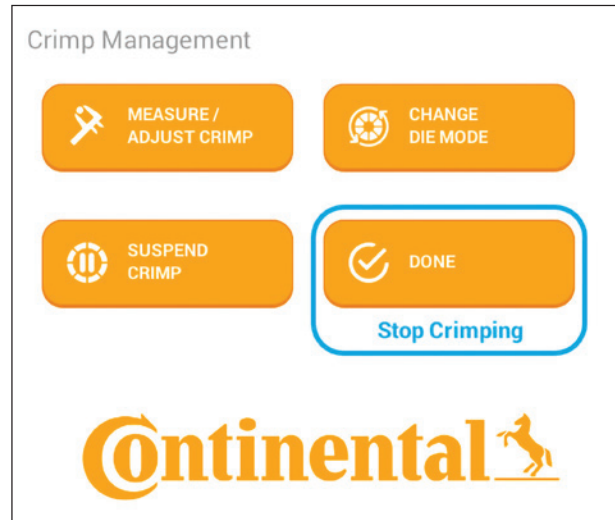 Crimp Management
MEASURE /
ADJUST CRIMP
CHANGE
DIE MODE
SUSPEND
CRIMP
DONE
Stop Crimping
Continental